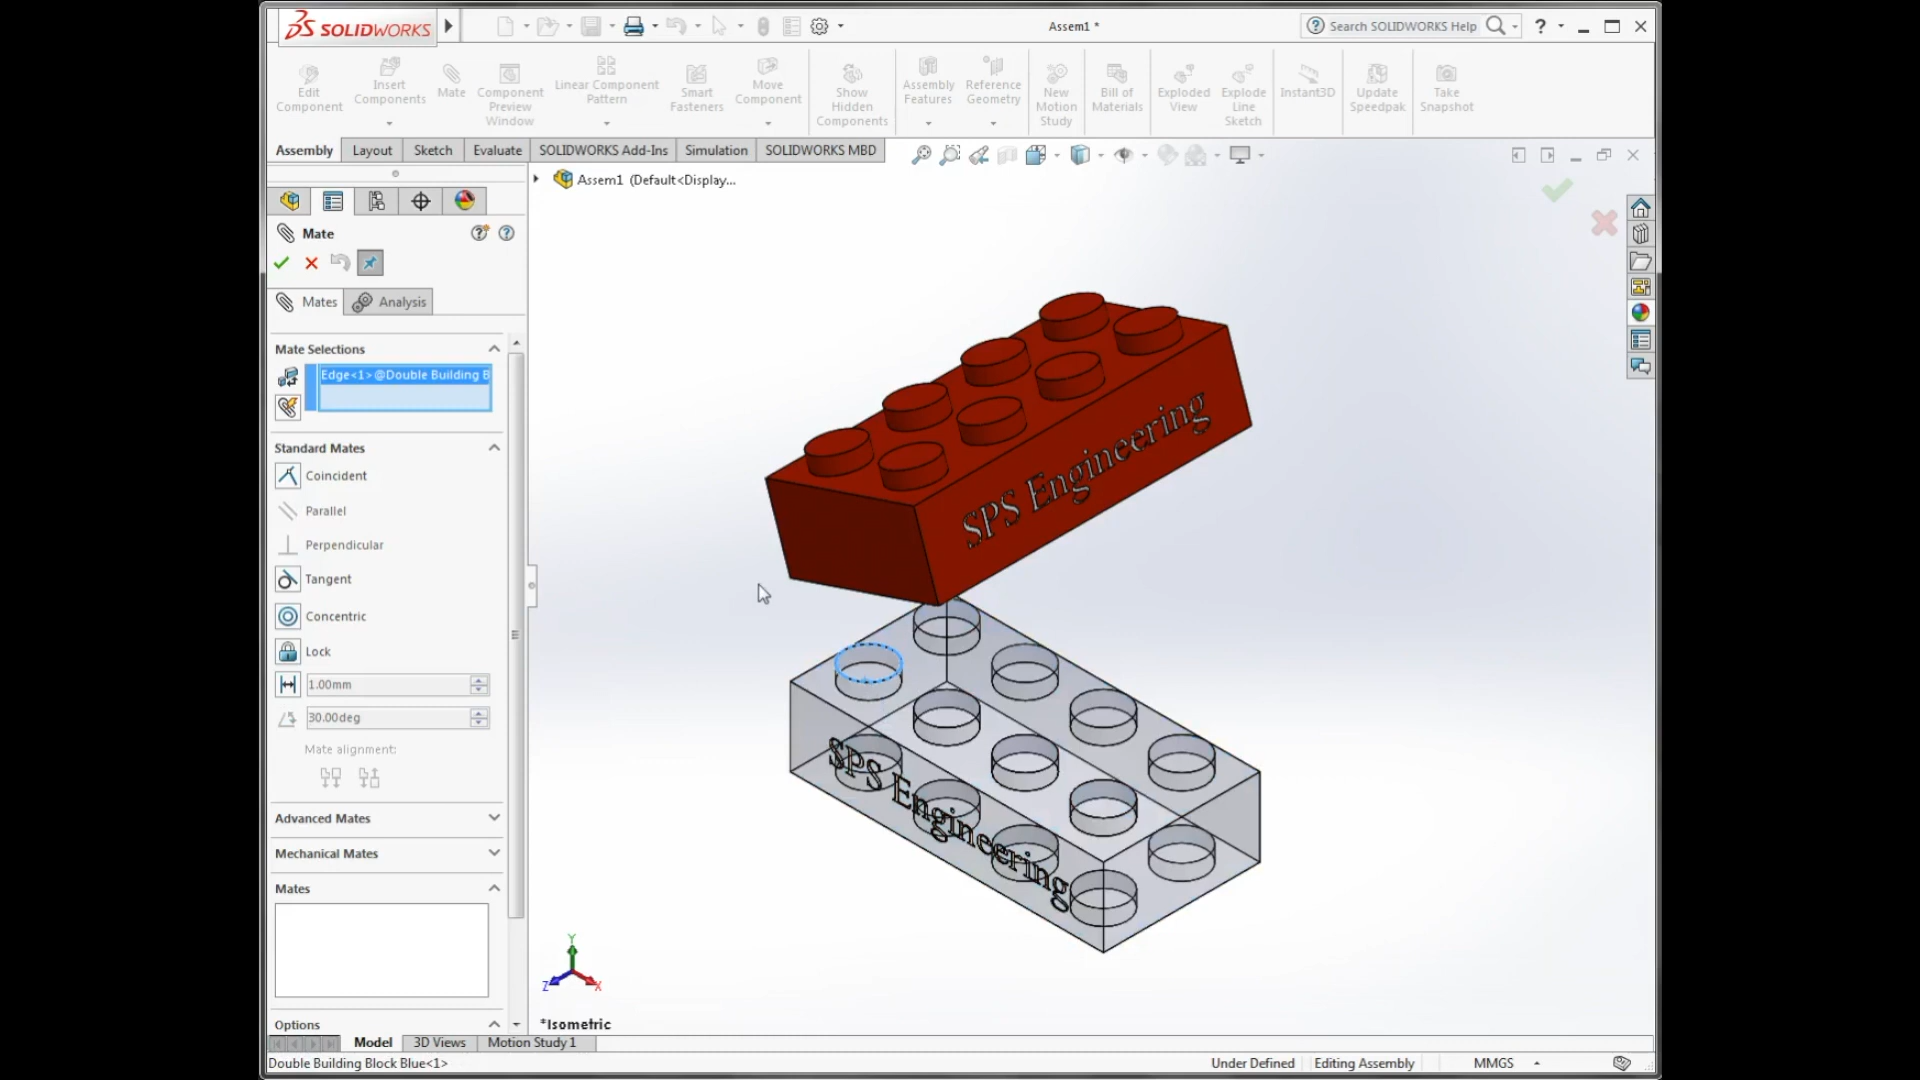 SOLIDWORKS
Assem1 *
Search SOLIDWORKS Help
Edit Component
Insert Components
Mate
Component Preview Window
Linear Component Pattern
Smart Fasteners
Move Component
Show Hidden Components
Assembly Features
Reference Geometry
New Motion Study
Bill of Materials
Exploded View
Explode Line Sketch
Instant3D
Update Speedpak
Take Snapshot
Assembly
Layout
Sketch
Evaluate
SOLIDWORKS Add-Ins
Simulation
SOLIDWORKS MBD
Assem1 (Default<Display...
Mate
Mates
Analysis
Mate Selections
Edge<1>@Double Building B
Standard Mates
Coincident
Parallel
Perpendicular
Tangent
Concentric
Lock
1.00mm
30.00deg
Mate alignment:
Advanced Mates
Mechanical Mates
Mates
Options
SPS Engineering
SPS Engineering
Y
Z
X
*Isometric
Model
3D Views
Motion Study 1
Double Building Block Blue<1>
Under Defined
Editing Assembly
MMGS